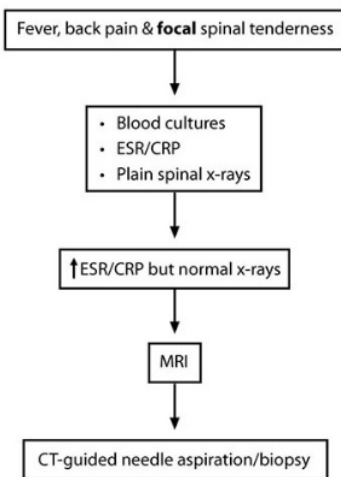 Fever, back pain & focal spinal tenderness
• Blood cultures
• ESR/CRP
• Plain spinal x-rays
↑ESR/CRP but normal x-rays
MRI
CT-guided needle aspiration/biopsy